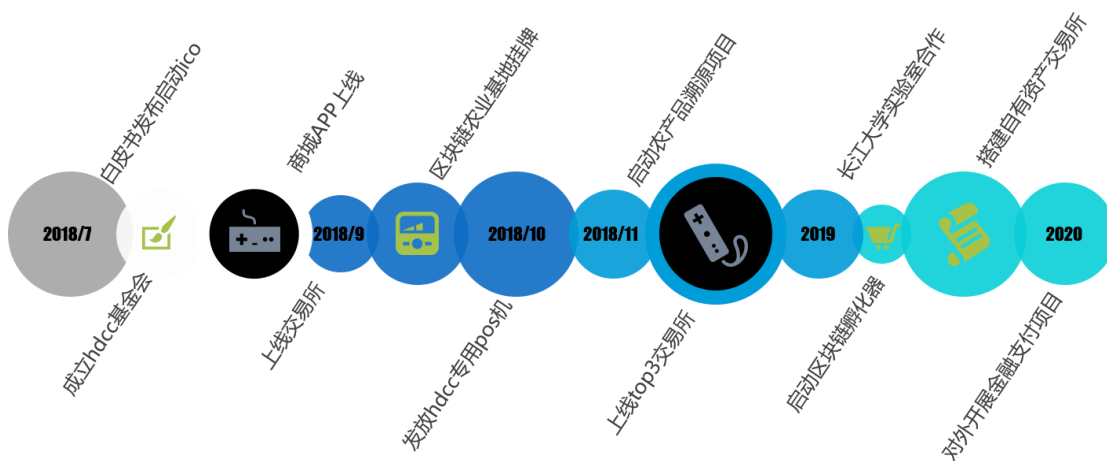 白皮书发布启动ico
商城APP上线
区块链农业基地挂牌
启动农产品溯源项目
长江大学实验室合作
搭建自有资产交易所
2018/7
2018/9
2018/10
2018/11
2019
2020
成立hdcc基金会
上线交易所
发放hdcc专用pos机
上线top3交易所
启动区块链孵化器
对外开展金融支付项目